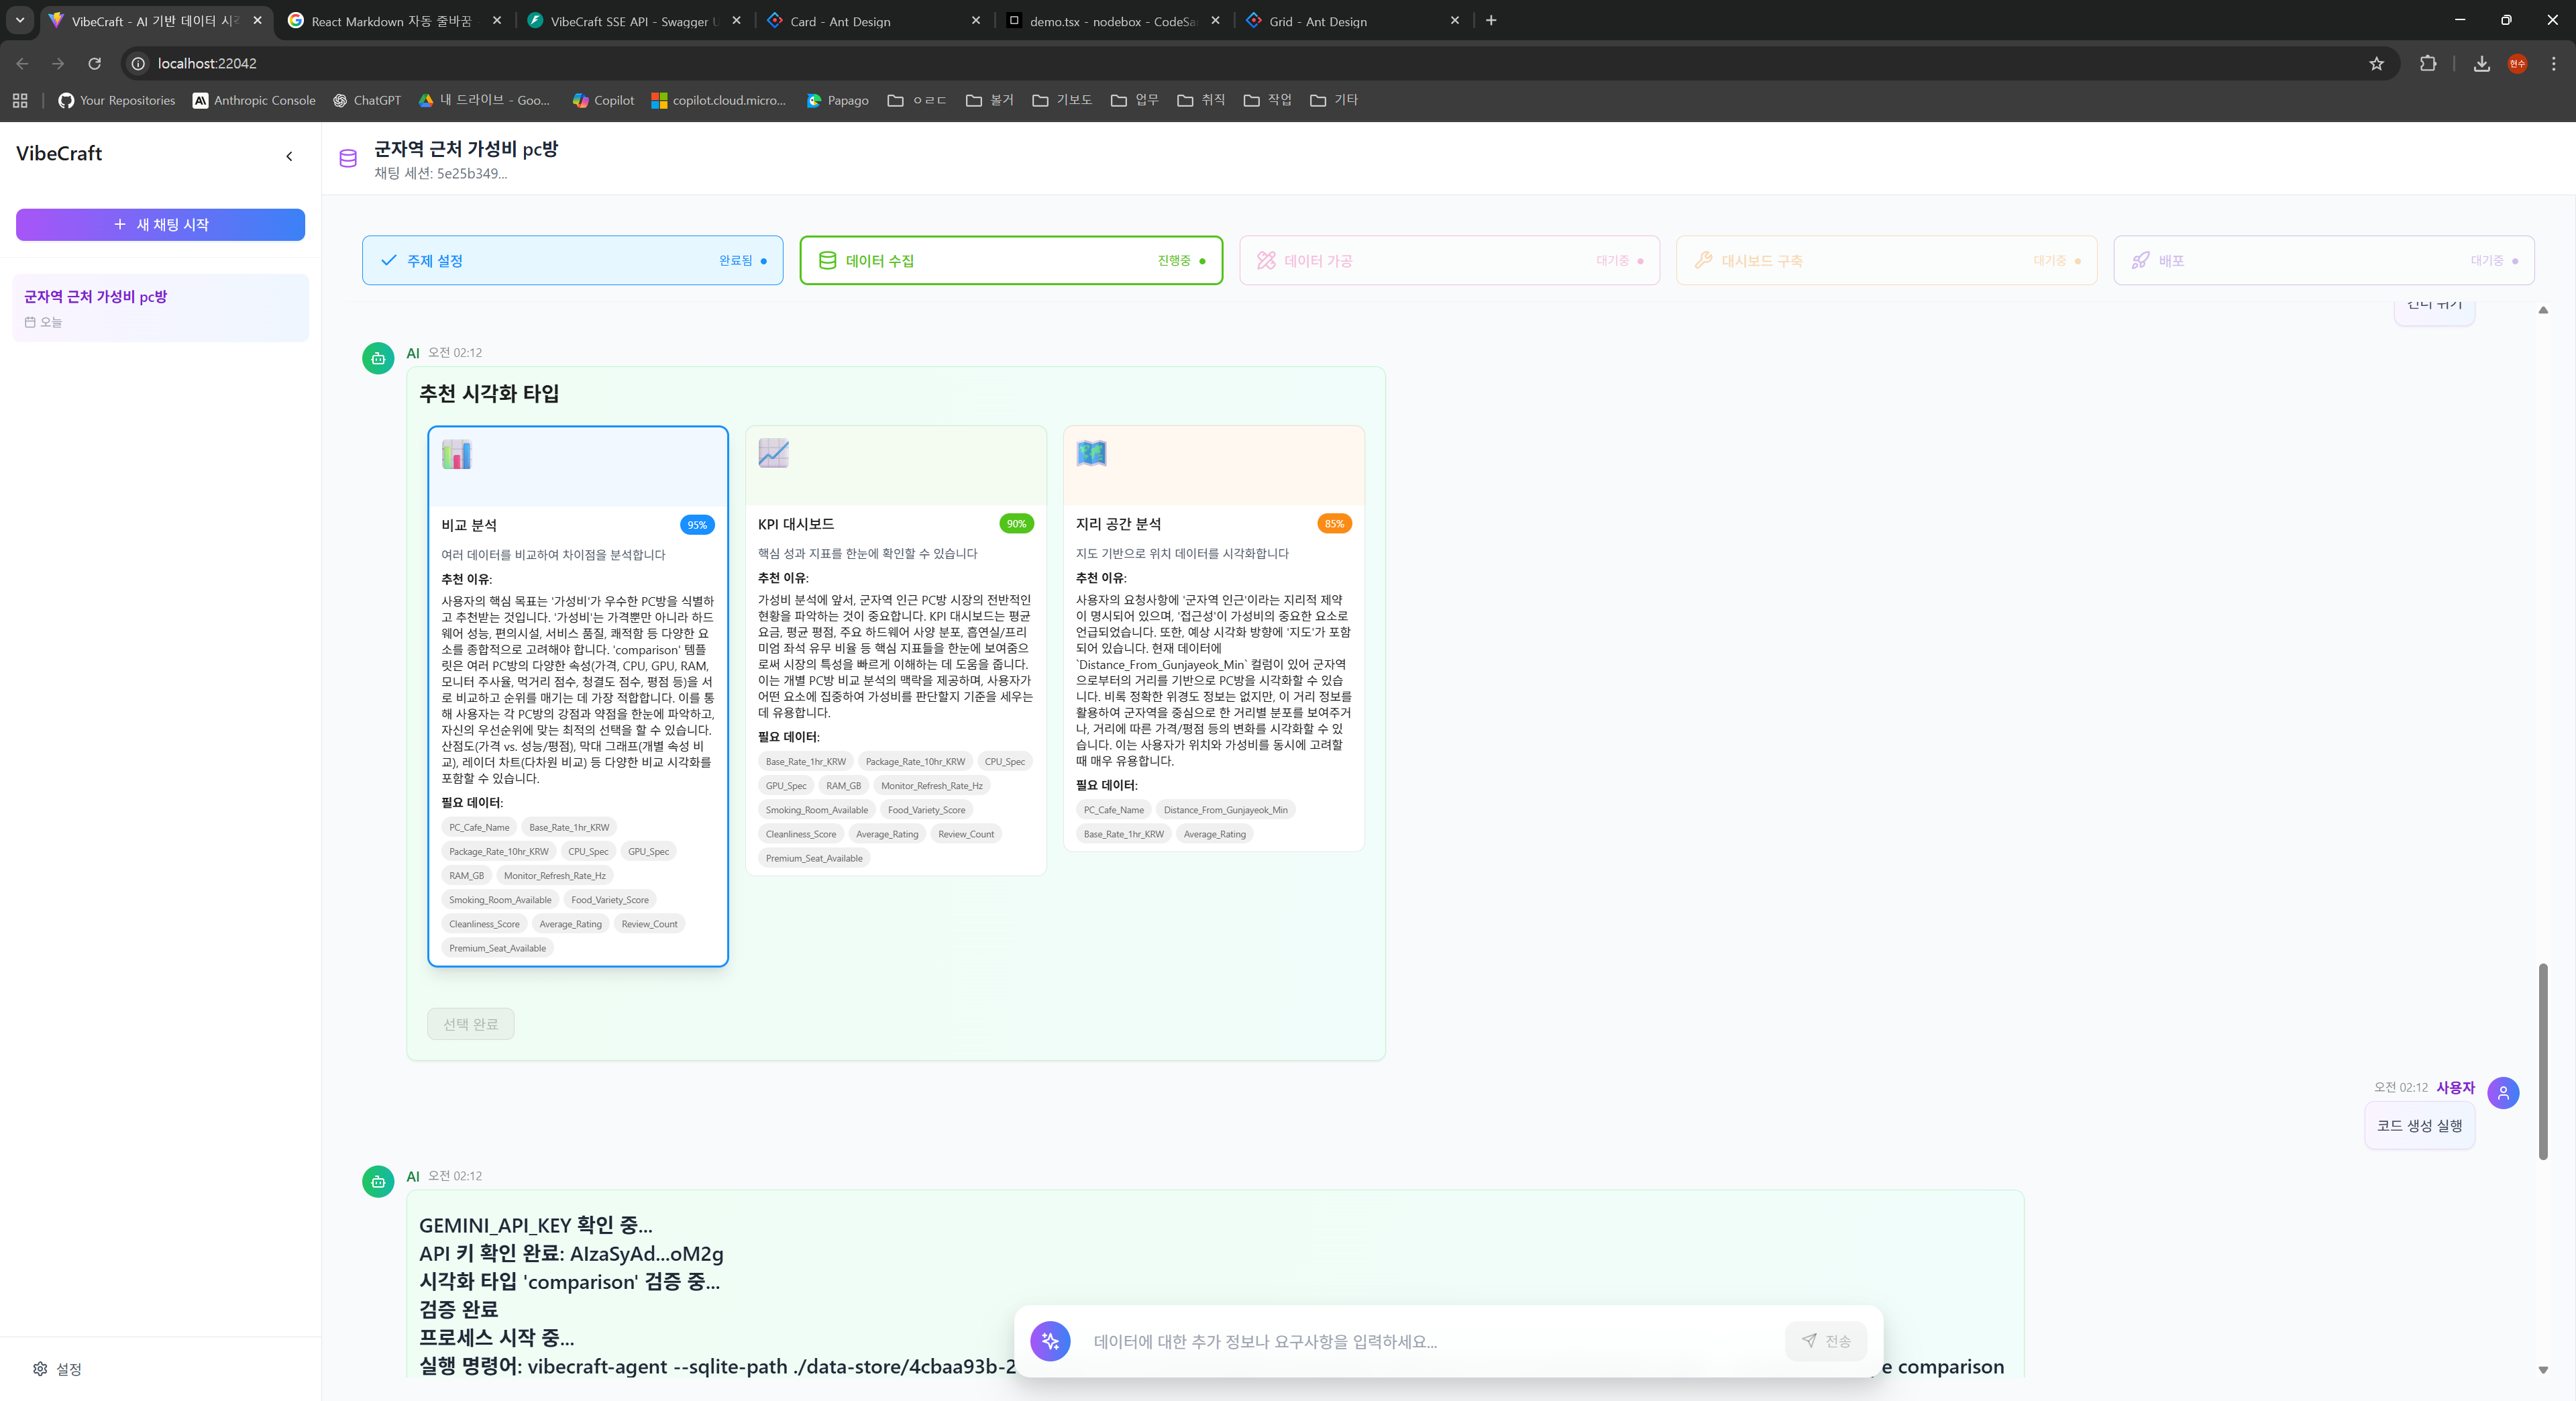 VibeCraft - AI 기반 데이터 시각
React Markdown 자동 줄바꿈
VibeCraft SSE API - Swagger U
Card - Ant Design
demo.tsx - nodebox - CodeSa
Grid - Ant Design
localhost:22042
현수
Your Repositories
Anthropic Console
ChatGPT
내 드라이브 - Goo...
Copilot
copilot.cloud.micro...
Papago
ㅇㄹㄷ
볼거
기보도
업무
취직
작업
기타
VibeCraft
새 채팅 시작
군자역 근처 가성비 pc방
오늘
설정
군자역 근처 가성비 pc방
채팅 세션: 5e25b349...
주제 설정 완료됨
데이터 수집 진행중
데이터 가공 대기중
대시보드 구축 대기중
배포 대기중
건너 뛰기
AI 오전 02:12
추천 시각화 타입
비교 분석 95%
여러 데이터를 비교하여 차이점을 분석합니다
추천 이유:
사용자의 핵심 목표는 '가성비'가 우수한 PC방을 식별하
고 추천받는 것입니다. '가성비'는 가격뿐만 아니라 하드
웨어 성능, 편의시설, 서비스 품질, 쾌적함 등 다양한 요
소를 종합적으로 고려해야 합니다. 'comparison' 템플
릿은 여러 PC방의 다양한 속성(가격, CPU, GPU, RAM,
모니터 주사율, 먹거리 점수, 청결도 점수, 평점 등)을 서
로 비교하고 순위를 매기는 데 가장 적합합니다. 이를 통
해 사용자는 각 PC방의 강점과 약점을 한눈에 파악하고,
자신의 우선순위에 맞는 최적의 선택을 할 수 있습니다.
산점도(가격 vs. 성능/평점), 막대 그래프(개별 속성 비
교), 레이더 차트(다차원 비교) 등 다양한 비교 시각화를
포함할 수 있습니다.
필요 데이터:
PC_Cafe_Name Base_Rate_1hr_KRW
Package_Rate_10hr_KRW CPU_Spec GPU_Spec
RAM_GB Monitor_Refresh_Rate_Hz
Smoking_Room_Available Food_Variety_Score
Cleanliness_Score Average_Rating Review_Count
Premium_Seat_Available
KPI 대시보드 90%
핵심 성과 지표를 한눈에 확인할 수 있습니다
추천 이유:
가성비 분석에 앞서, 군자역 인근 PC방 시장의 전반적인
현황을 파악하는 것이 중요합니다. KPI 대시보드는 평균
요금, 평균 평점, 주요 하드웨어 사양 분포, 흡연실/프리
미엄 좌석 유무 비율 등 핵심 지표들을 한눈에 보여줌으
로써 시장의 특성을 빠르게 이해하는 데 도움을 줍니다.
이는 개별 PC방 비교 분석의 맥락을 제공하며, 사용자가
어떤 요소에 집중하여 가성비를 판단할지 기준을 세우는
데 유용합니다.
필요 데이터:
Base_Rate_1hr_KRW Package_Rate_10hr_KRW CPU_Spec
GPU_Spec RAM_GB Monitor_Refresh_Rate_Hz
Smoking_Room_Available Food_Variety_Score
Cleanliness_Score Average_Rating Review_Count
Premium_Seat_Available
지리 공간 분석 85%
지도 기반으로 위치 데이터를 시각화합니다
추천 이유:
사용자의 요청사항에 '군자역 인근'이라는 지리적 제약
이 명시되어 있으며, '접근성'이 가성비의 중요한 요소로
언급되었습니다. 또한, 예상 시각화 방향에 '지도'가 포함
되어 있습니다. 현재 데이터에
`Distance_From_Gunjayeok_Min` 컬럼이 있어 군자역
으로부터의 거리를 기반으로 PC방을 시각화할 수 있습
니다. 비록 정확한 위경도 정보는 없지만, 이 거리 정보를
활용하여 군자역을 중심으로 한 거리별 분포를 보여주거
나, 거리에 따른 가격/평점 등의 변화를 시각화할 수 있
습니다. 이는 사용자가 위치와 가성비를 동시에 고려할
때 매우 유용합니다.
필요 데이터:
PC_Cafe_Name Distance_From_Gunjayeok_Min
Base_Rate_1hr_KRW Average_Rating
선택 완료
오전 02:12 사용자
코드 생성 실행
AI 오전 02:12
GEMINI_API_KEY 확인 중...
API 키 확인 완료: AIzaSyAd...oM2g
시각화 타입 'comparison' 검증 중...
검증 완료
프로세스 시작 중...
실행 명령어: vibecraft-agent --sqlite-path ./data-store/4cbaa93b-2 e comparison
데이터에 대한 추가 정보나 요구사항을 입력하세요...
전송